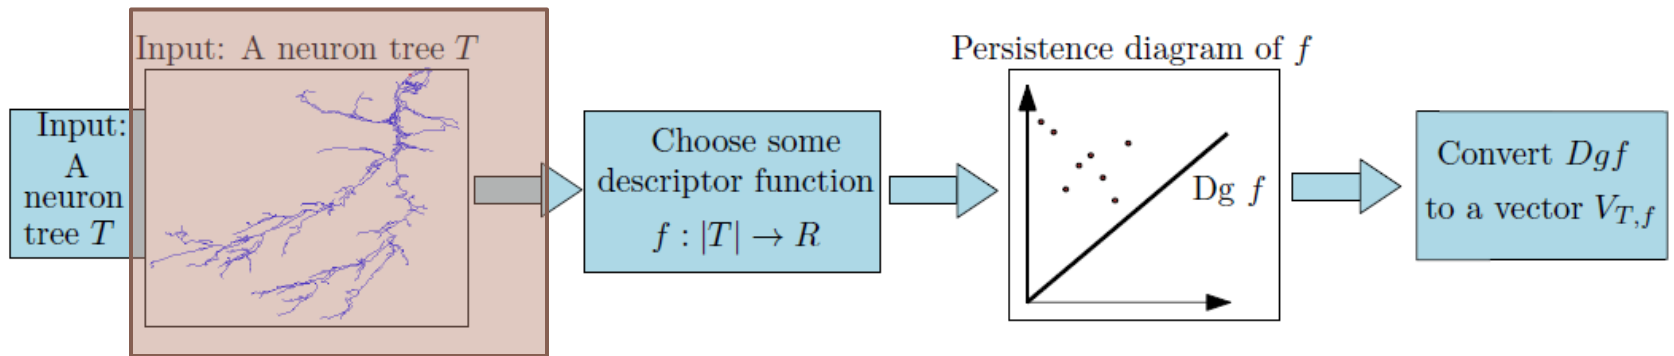 Input:
A
neuron
tree T
Input: A neuron tree T
Choose some
descriptor function
f : |T| → R
Persistence diagram of f
Dg f
Convert Dgf
to a vector V_{T,f}